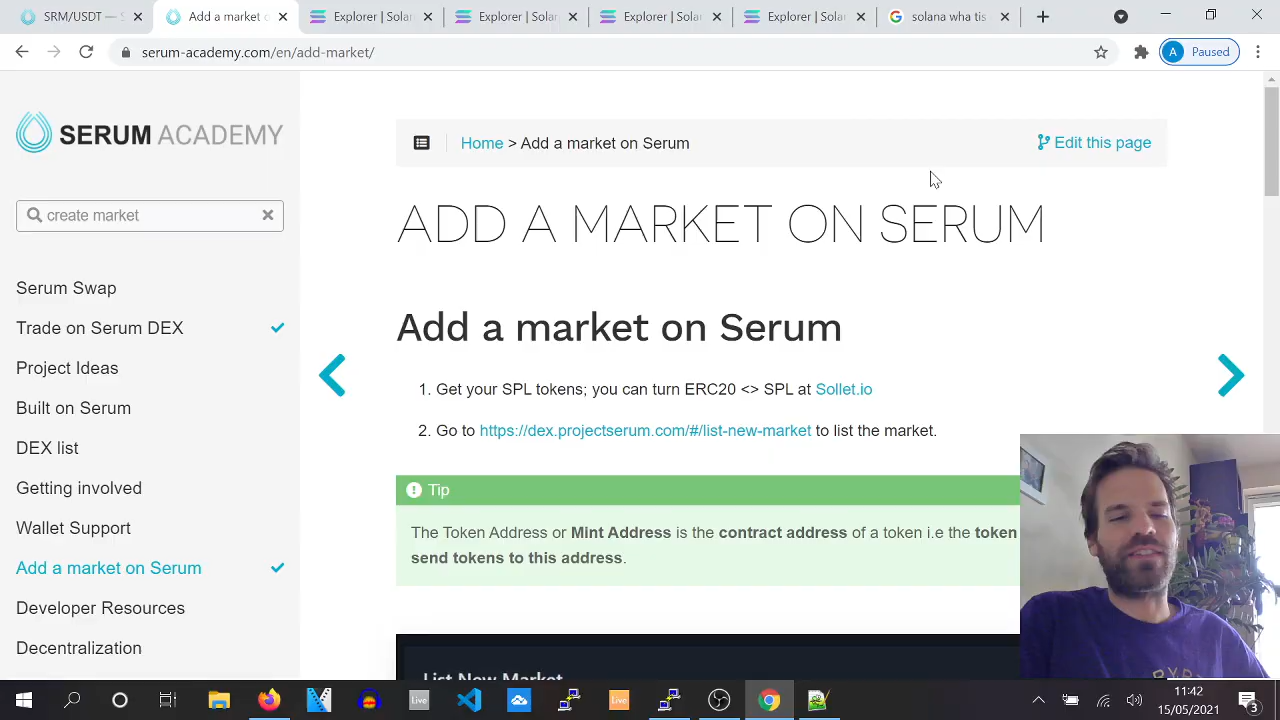 SRM/USDT — S
Add a market o
Explorer | Solar
Explorer | Solar
Explorer | Solar
Explorer | Solar
solana wha tis
serum-academy.com/en/add-market/
A Paused
SERUM ACADEMY
create market
Serum Swap
Trade on Serum DEX
Project Ideas
Built on Serum
DEX list
Getting involved
Wallet Support
Add a market on Serum
Developer Resources
Decentralization
Home > Add a market on Serum
Edit this page
ADD A MARKET ON SERUM
Add a market on Serum
1. Get your SPL tokens; you can turn ERC20 <> SPL at Sollet.io
2. Go to https://dex.projectserum.com/#/list-new-market to list the market.
Tip
The Token Address or Mint Address is the contract address of a token i.e the token
send tokens to this address.
List New Market
Live
Live
11:42
15/05/2021
3